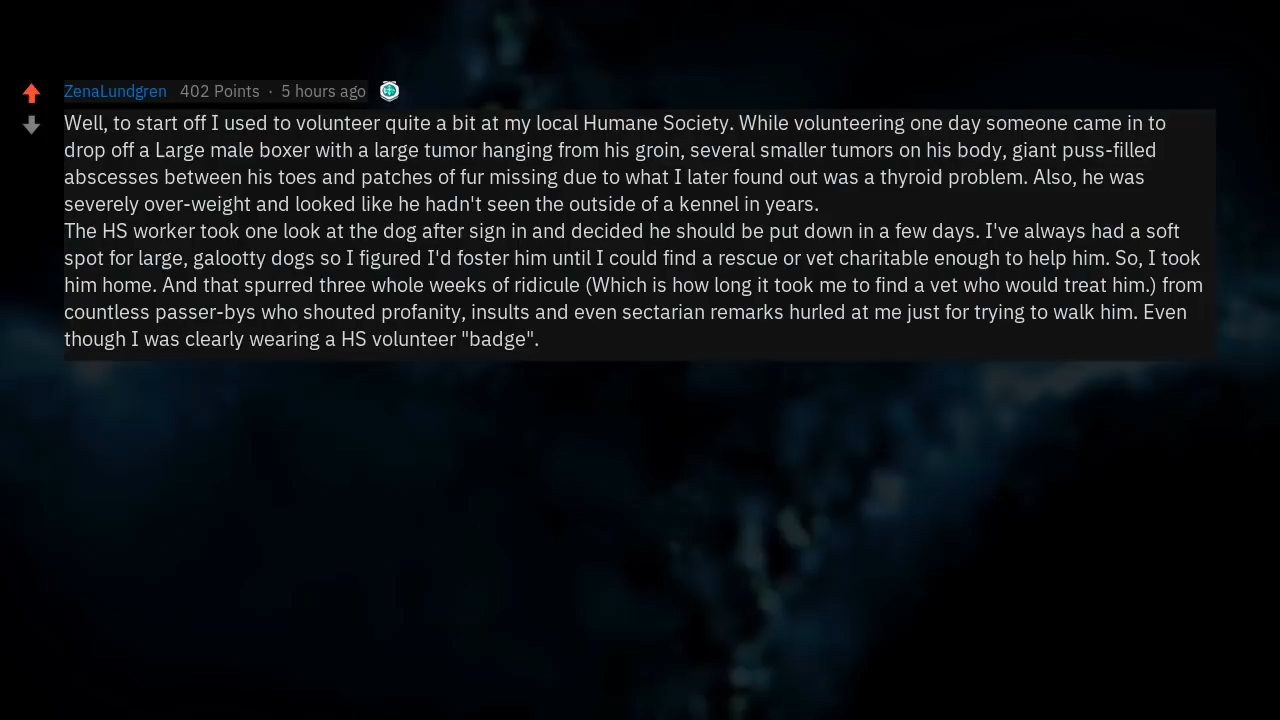 ZenaLundgren 402 Points · 5 hours ago
Well, to start off I used to volunteer quite a bit at my local Humane Society. While volunteering one day someone came in to
drop off a Large male boxer with a large tumor hanging from his groin, several smaller tumors on his body, giant puss-filled
abscesses between his toes and patches of fur missing due to what I later found out was a thyroid problem. Also, he was
severely over-weight and looked like he hadn't seen the outside of a kennel in years.
The HS worker took one look at the dog after sign in and decided he should be put down in a few days. I've always had a soft
spot for large, galootty dogs so I figured I'd foster him until I could find a rescue or vet charitable enough to help him. So, I took
him home. And that spurred three whole weeks of ridicule (Which is how long it took me to find a vet who would treat him.) from
countless passer-bys who shouted profanity, insults and even sectarian remarks hurled at me just for trying to walk him. Even
though I was clearly wearing a HS volunteer "badge".